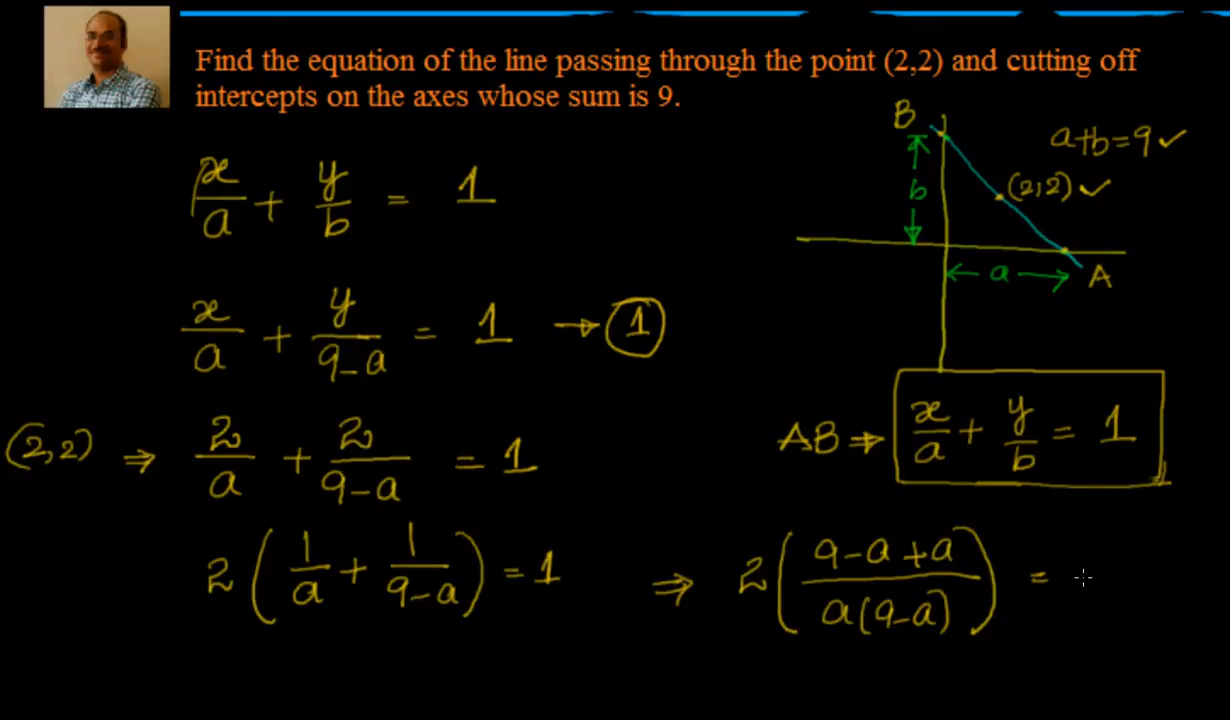 Find the equation of the line passing through the point (2,2) and cutting off
intercepts on the axes whose sum is 9.
x/a + y/b = 1
x/a + y/9-a = 1 → 1
(2,2) ⇒ 2/a + 2/9-a = 1
2 ( 1/a + 1/9-a ) = 1 ⇒ 2 ( 9-a+a / a(9-a) ) =
B
a+b=9 ✓
b
(2,2) ✓
a
A
AB ⇒ x/a + y/b = 1